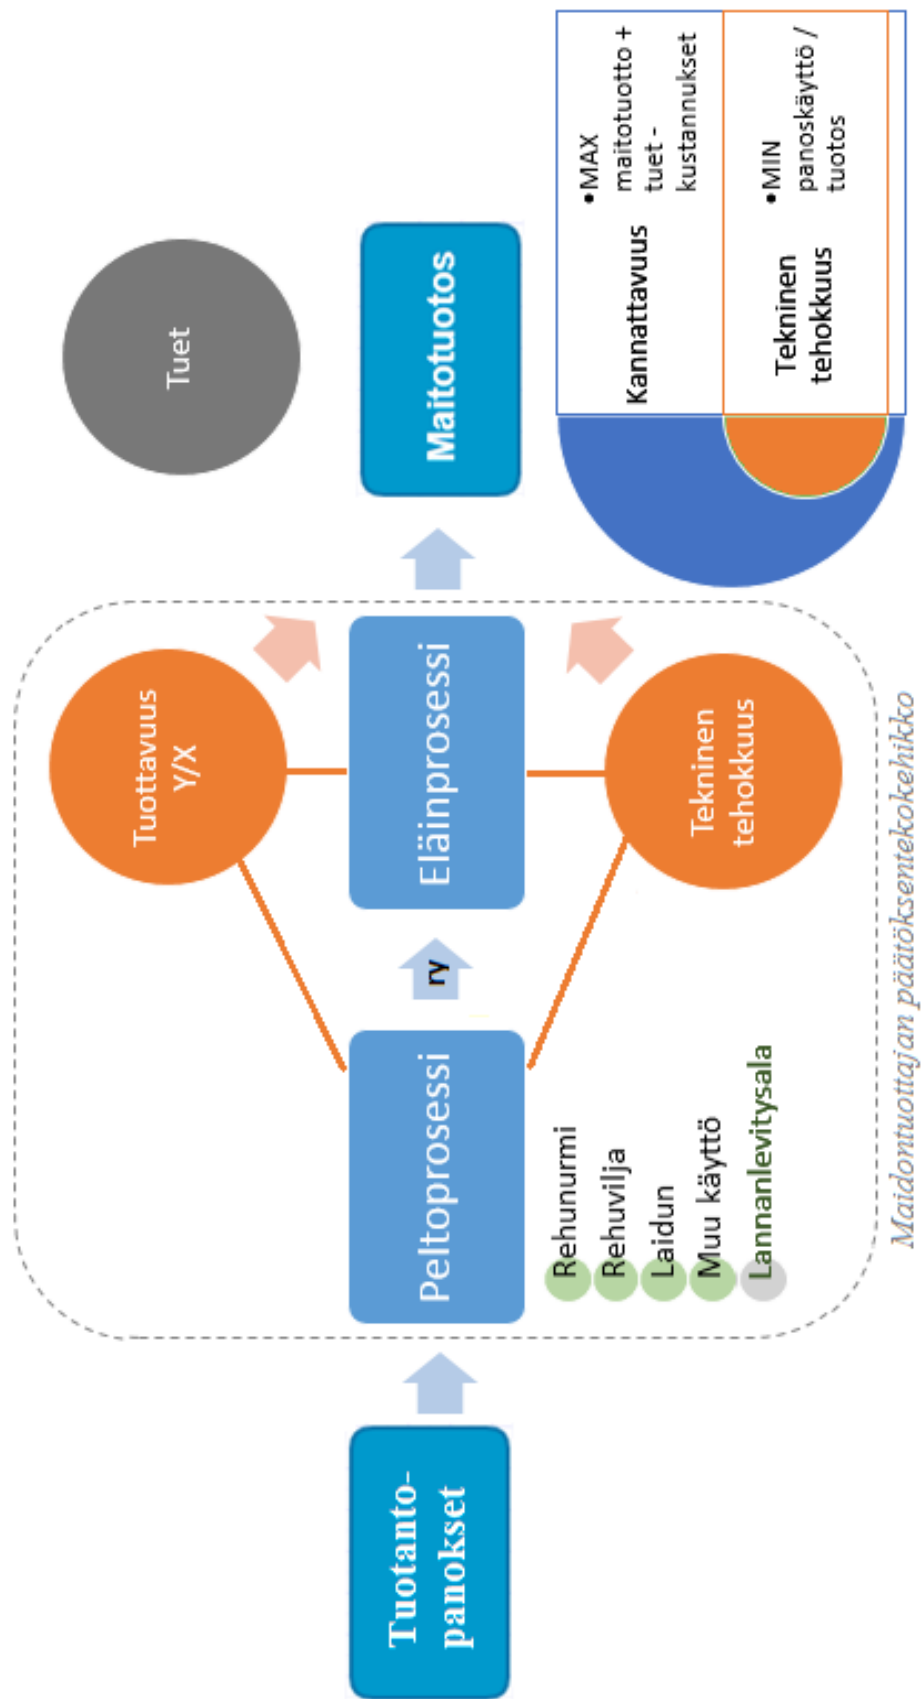 Tuotanto-
panokset
Peltoprosessi
ry
Eläinprosessi
Tuottavuus
Y/X
Tekninen
tehokkuus
Rehunurmi
Rehuvilja
Laidun
Muu käyttö
Lannanlevitysala
Tuet
Maitotuotos
Kannattavuus
•MAX
maitotuotto +
tuet -
kustannukset
Tekninen
tehokkuus
•MIN
panoskäyttö /
tuotos
Maidontuottajan päätöksentekokehikko